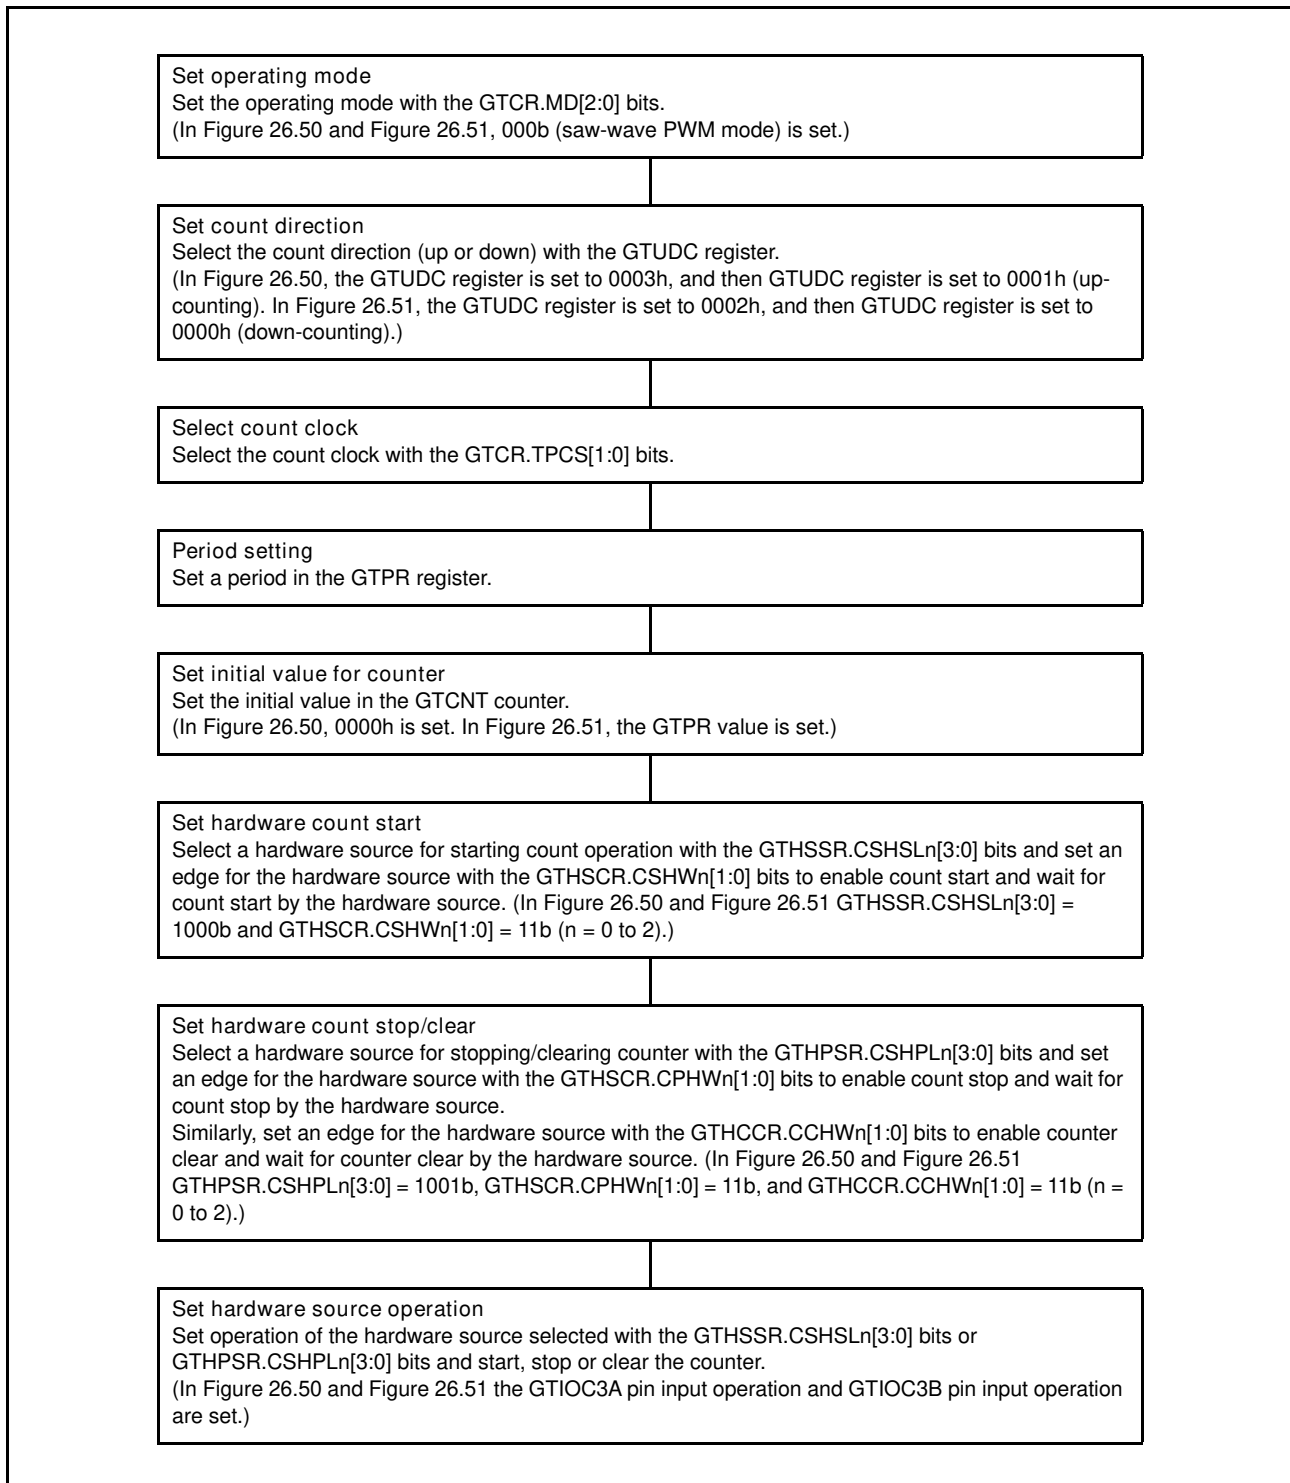 Set operating mode
Set the operating mode with the GTCR.MD[2:0] bits.
(In Figure 26.50 and Figure 26.51, 000b (saw-wave PWM mode) is set.)
Set count direction
Select the count direction (up or down) with the GTUDC register.
(In Figure 26.50, the GTUDC register is set to 0003h, and then GTUDC register is set to 0001h (up-
counting). In Figure 26.51, the GTUDC register is set to 0002h, and then GTUDC register is set to
0000h (down-counting).)
Select count clock
Select the count clock with the GTCR.TPCS[1:0] bits.
Period setting
Set a period in the GTPR register.
Set initial value for counter
Set the initial value in the GTCNT counter.
(In Figure 26.50, 0000h is set. In Figure 26.51, the GTPR value is set.)
Set hardware count start
Select a hardware source for starting count operation with the GTHSSR.CSHSLn[3:0] bits and set an
edge for the hardware source with the GTHSCR.CSHWn[1:0] bits to enable count start and wait for
count start by the hardware source. (In Figure 26.50 and Figure 26.51 GTHSSR.CSHSLn[3:0] =
1000b and GTHSCR.CSHWn[1:0] = 11b (n = 0 to 2).)
Set hardware count stop/clear
Select a hardware source for stopping/clearing counter with the GTHPSR.CSHPLn[3:0] bits and set
an edge for the hardware source with the GTHSCR.CPHWn[1:0] bits to enable count stop and wait for
count stop by the hardware source.
Similarly, set an edge for the hardware source with the GTHCCR.CCHWn[1:0] bits to enable counter
clear and wait for counter clear by the hardware source. (In Figure 26.50 and Figure 26.51
GTHPSR.CSHPLn[3:0] = 1001b, GTHSCR.CPHWn[1:0] = 11b, and GTHCCR.CCHWn[1:0] = 11b (n =
0 to 2).)
Set hardware source operation
Set operation of the hardware source selected with the GTHSSR.CSHSLn[3:0] bits or
GTHPSR.CSHPLn[3:0] bits and start, stop or clear the counter.
(In Figure 26.50 and Figure 26.51 the GTIOC3A pin input operation and GTIOC3B pin input operation
are set.)